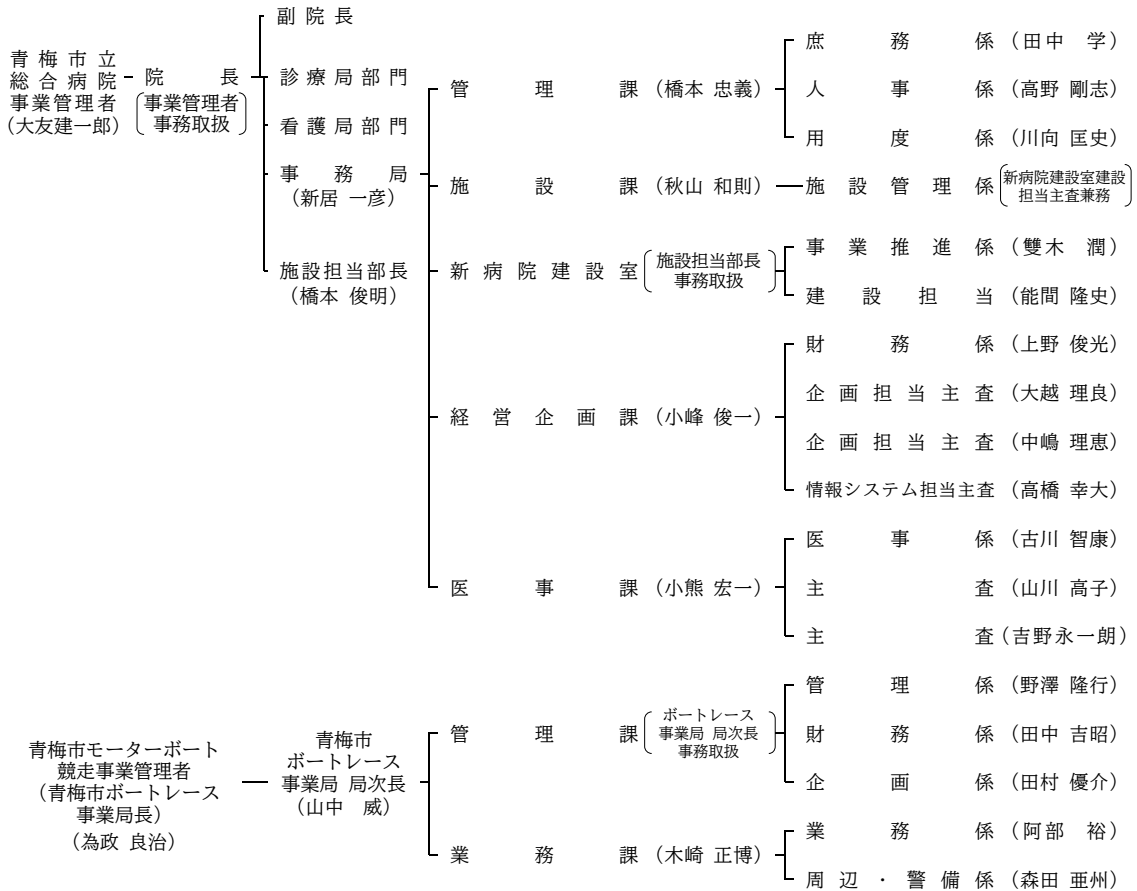 青梅市立
総合病院
事業管理者
(大友建一郎)
院長
事業管理者
事務取扱
副院長
診療局部門
看護局部門
事務局
(新居 一彦)
施設担当部長
(橋本 俊明)
管理課 (橋本 忠義)
庶務係 (田中 学)
人事係 (高野 剛志)
用度係 (川向 匡史)
施設課 (秋山 和則)
施設管理係
新病院建設室建設
担当主査兼務
新病院建設室
施設担当部長
事務取扱
事業推進係 (雙木 潤)
建設担当 (能間 隆史)
経営企画課 (小峰 俊一)
財務係 (上野 俊光)
企画担当主査 (大越 理良)
企画担当主査 (中嶋 理恵)
情報システム担当主査 (高橋 幸大)
医事課 (小熊 宏一)
医事係 (古川 智康)
主査 (山川 高子)
主査 (吉野永一朗)
青梅市モーターボート
競走事業管理者
(青梅市ボートレース
事業局長)
(為政 良治)
青梅市
ボートレース
事業局 局次長
(山中 威)
管理課
ボートレース
事業局 局次長
事務取扱
管理係 (野澤 隆行)
財務係 (田中 吉昭)
企画係 (田村 優介)
業務課 (木崎 正博)
業務係 (阿部 裕)
周辺・警備係 (森田 亜州)